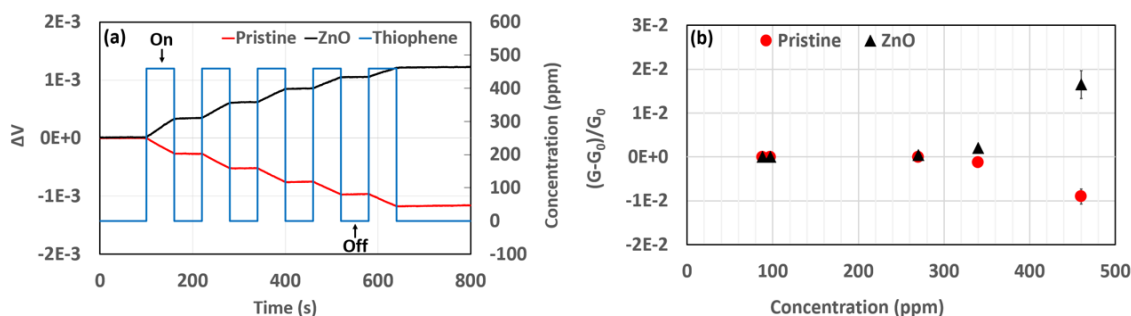 (a)
On
Pristine
ZnO
Thiophene
2E-3
1E-3
0E+0
-1E-3
-2E-3
ΔV
600
500
400
300
200
100
0
-100
Concentration (ppm)
Off
0 200 400 600 800
Time (s)
(b)
Pristine
ZnO
3E-2
2E-2
1E-2
0E+0
-1E-2
-2E-2
(G-G₀)/G₀
0 100 200 300 400 500
Concentration (ppm)